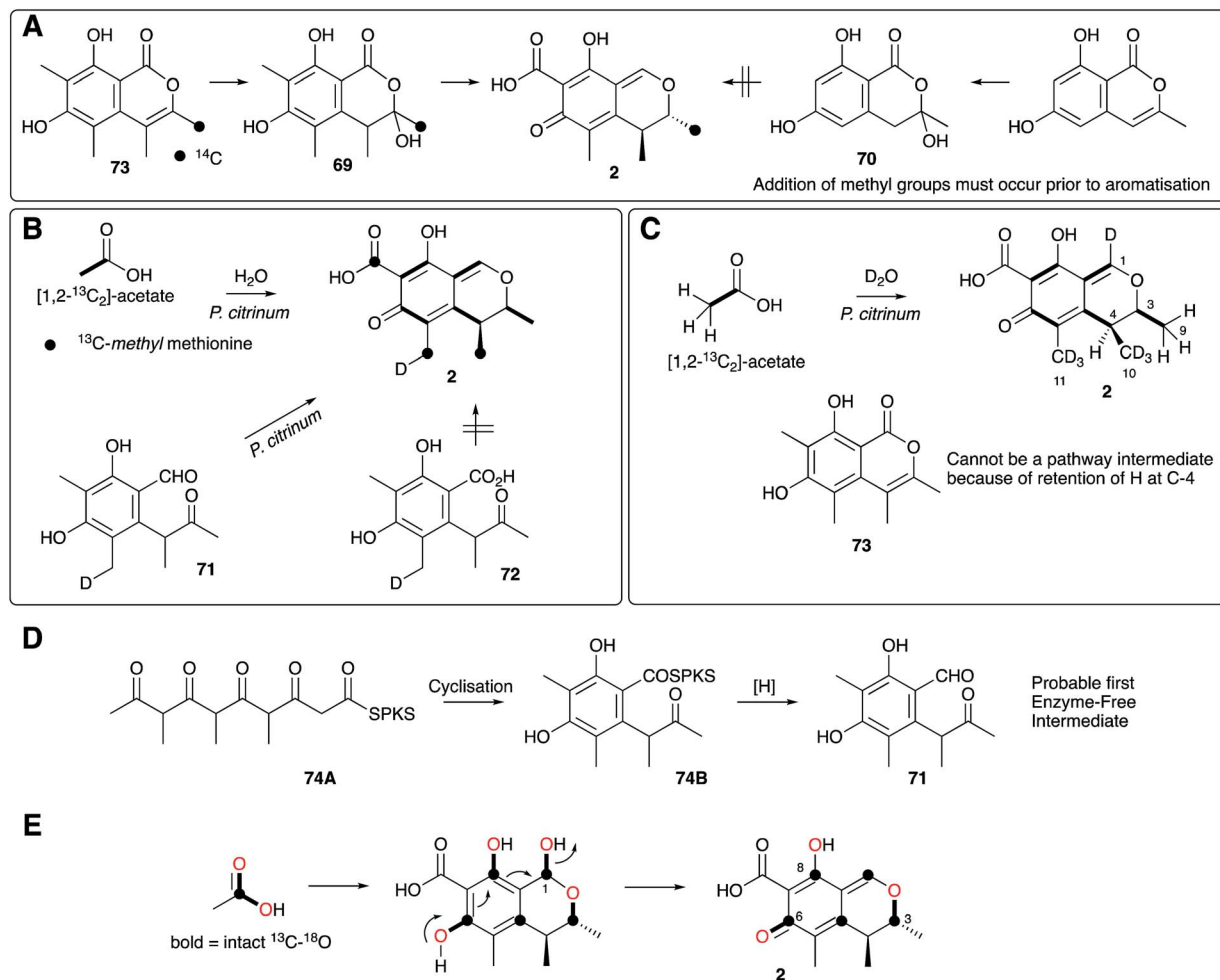 A
OH
O
O
HO
73
14C
OH
O
O
HO
OH
69
O
OH
HO
O
O
2
OH
O
O
HO
OH
70
OH
O
O
HO
Addition of methyl groups must occur prior to aromatisation
B
O
OH
[1,2-13C2]-acetate
13C-methyl methionine
H2O
P. citrinum
O
OH
HO
O
O
D
2
P. citrinum
OH
CHO
O
HO
D
71
OH
CO2H
O
HO
D
72
C
H
H
H
O
OH
[1,2-13C2]-acetate
D2O
P. citrinum
O
OH
D
HO
1
O
O
4
3
H
9
H
H
CD3
H
CD3
11
10
2
OH
O
O
HO
73
Cannot be a pathway intermediate
because of retention of H at C-4
D
O
O
O
O
O
SPKS
74A
Cyclisation
OH
COSPKS
O
HO
74B
[H]
OH
CHO
O
HO
71
Probable first
Enzyme-Free
Intermediate
E
O
OH
bold = intact 13C-18O
O
OH
OH
HO
1
O
O
H
O
OH
8
HO
O
6
3
O
2